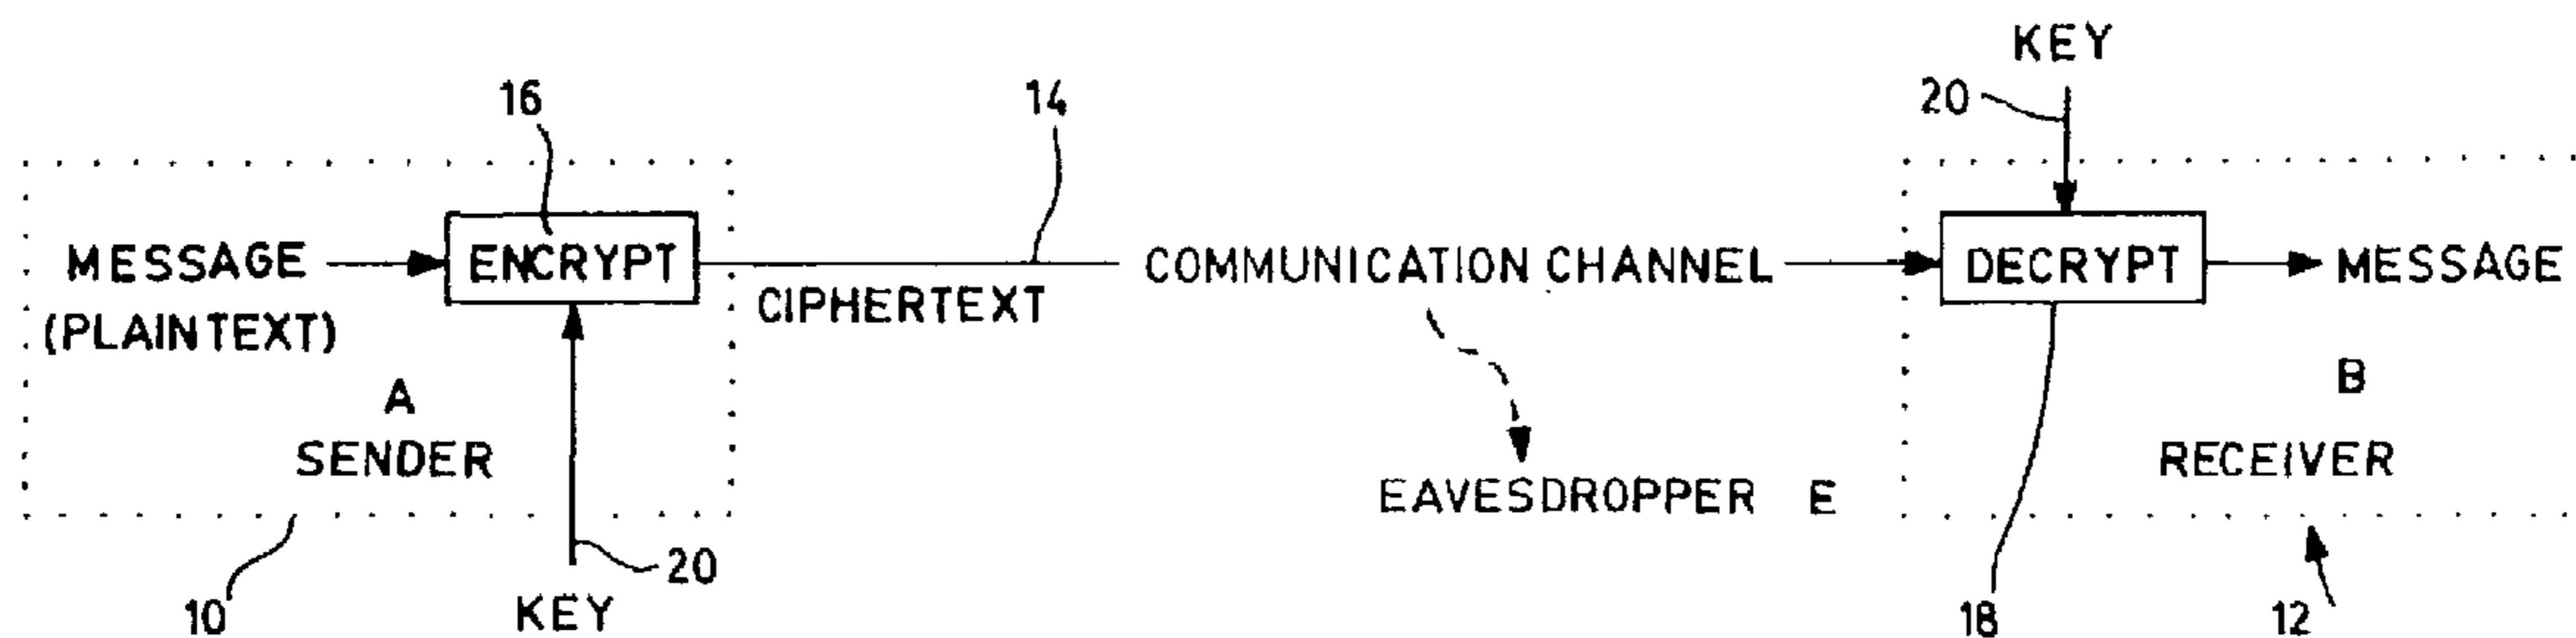 KEY
16
14
20
MESSAGE
(PLAINTEXT)
ENCRYPT
CIPHERTEXT
COMMUNICATION CHANNEL
DECRYPT
MESSAGE
A
SENDER
B
RECEIVER
EAVESDROPPER E
10
20
KEY
18
12